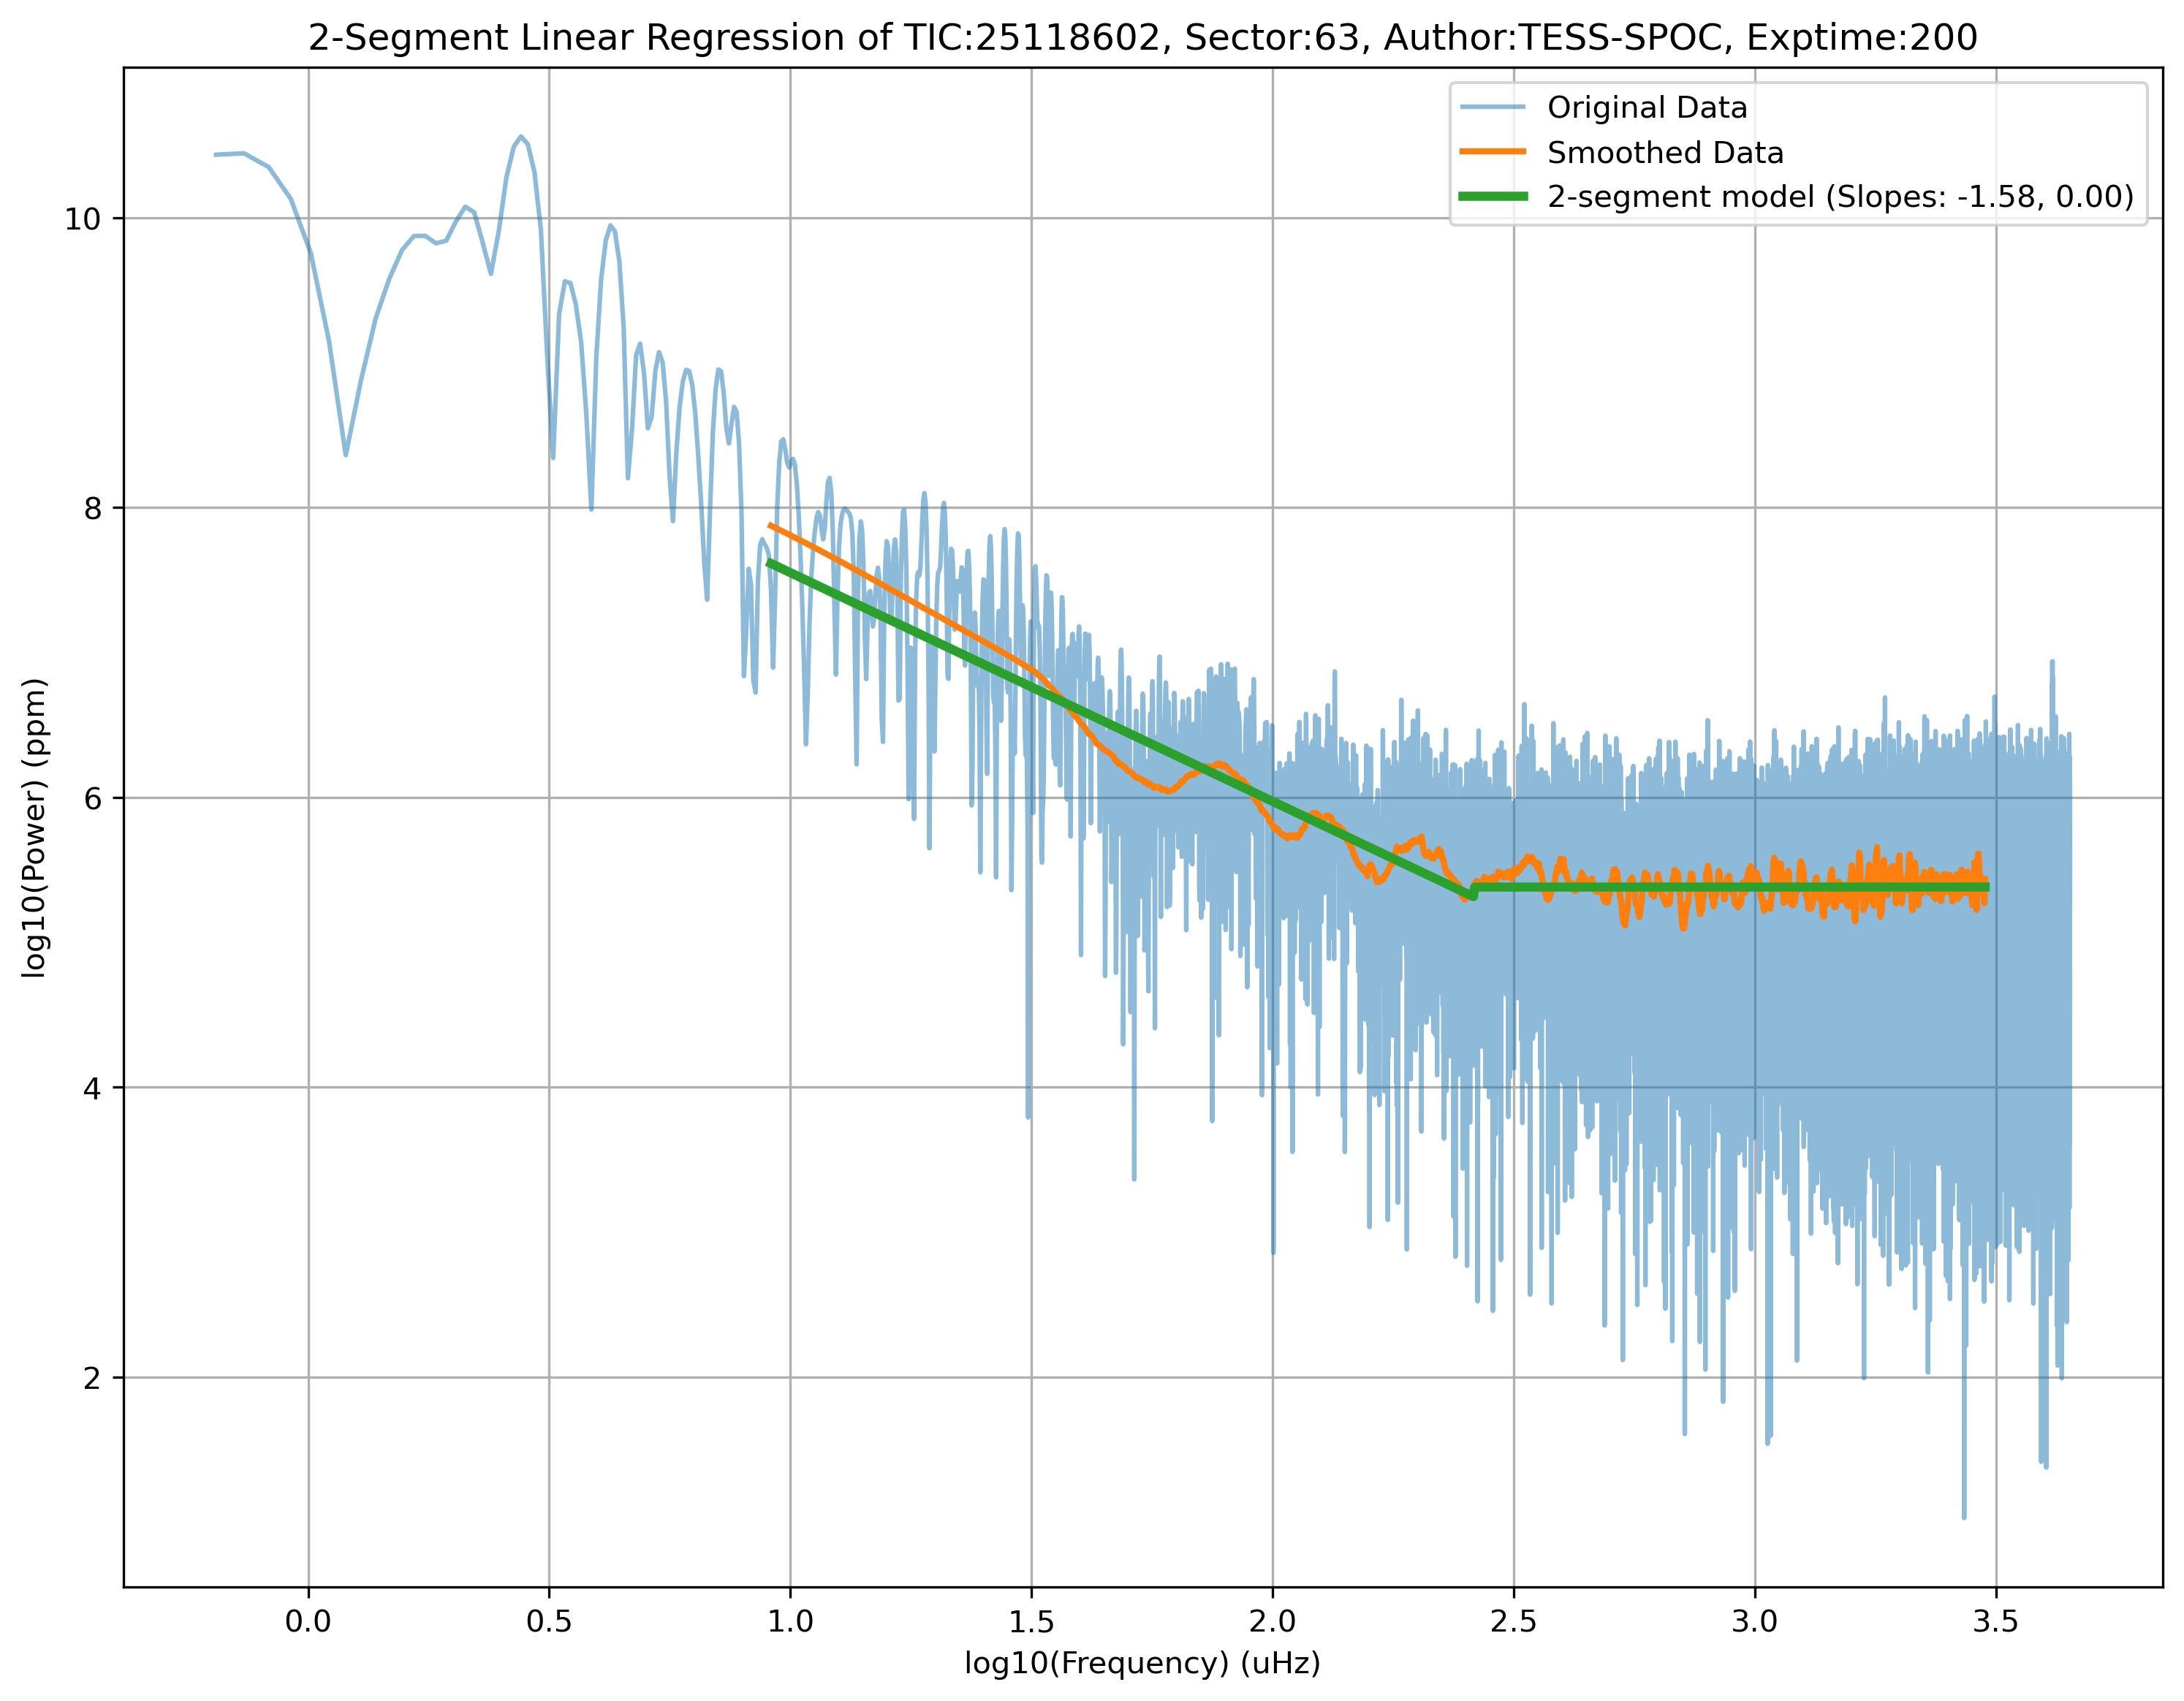 2-Segment Linear Regression of TIC:25118602, Sector:63, Author:TESS-SPOC, Exptime:200
Original Data
Smoothed Data
2-segment model (Slopes: -1.58, 0.00)
log10(Power) (ppm)
10
8
6
4
2
0.0 0.5 1.0 1.5 2.0 2.5 3.0 3.5
log10(Frequency) (uHz)